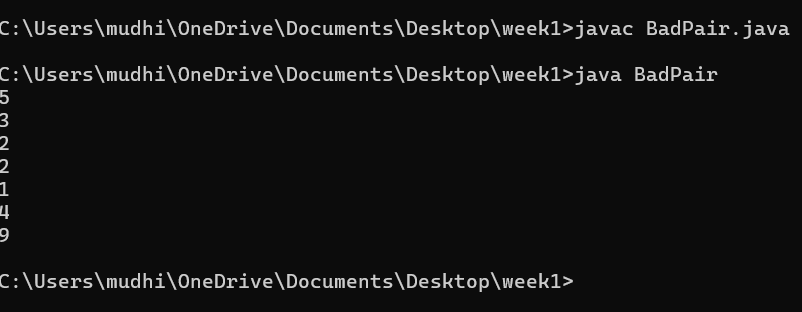 C:\Users\mudhi\OneDrive\Documents\Desktop\week1>javac BadPair.java
C:\Users\mudhi\OneDrive\Documents\Desktop\week1>java BadPair
5
3
2
2
1
4
9
C:\Users\mudhi\OneDrive\Documents\Desktop\week1>